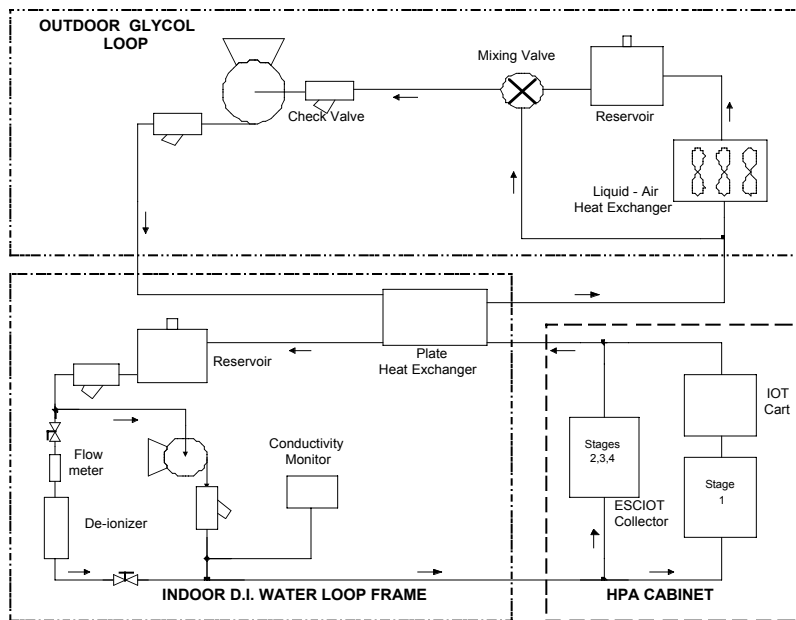 OUTDOOR GLYCOL
LOOP
Mixing Valve
Check Valve
Reservoir
Liquid - Air
Heat Exchanger
Reservoir
Plate
Heat Exchanger
IOT
Cart
Flow
meter
Conductivity
Monitor
Stages
2,3,4
Stage
1
ESCIOT
Collector
De-ionizer
INDOOR D.I. WATER LOOP FRAME
HPA CABINET